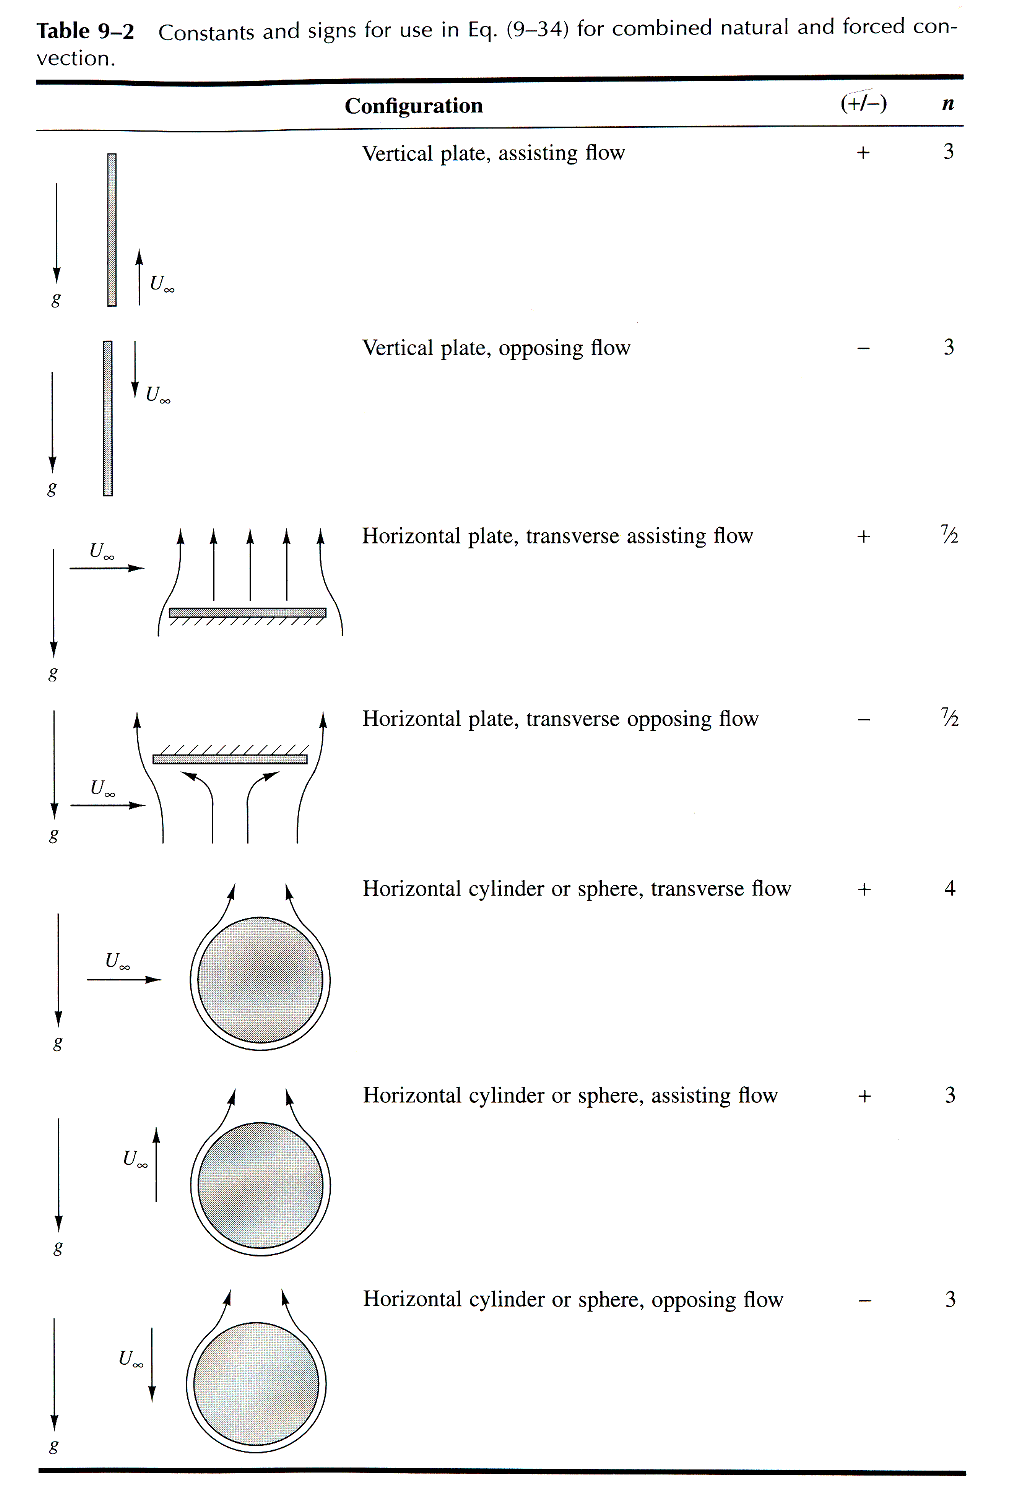 Table 9–2 Constants and signs for use in Eq. (9–34) for combined natural and forced con-
vection.
Configuration (+/–) n
Vertical plate, assisting flow + 3
g
U∞
Vertical plate, opposing flow – 3
U∞
g
Horizontal plate, transverse assisting flow + 7/2
U∞
g
Horizontal plate, transverse opposing flow – 7/2
U∞
g
Horizontal cylinder or sphere, transverse flow + 4
U∞
g
Horizontal cylinder or sphere, assisting flow + 3
U∞
g
Horizontal cylinder or sphere, opposing flow – 3
U∞
g